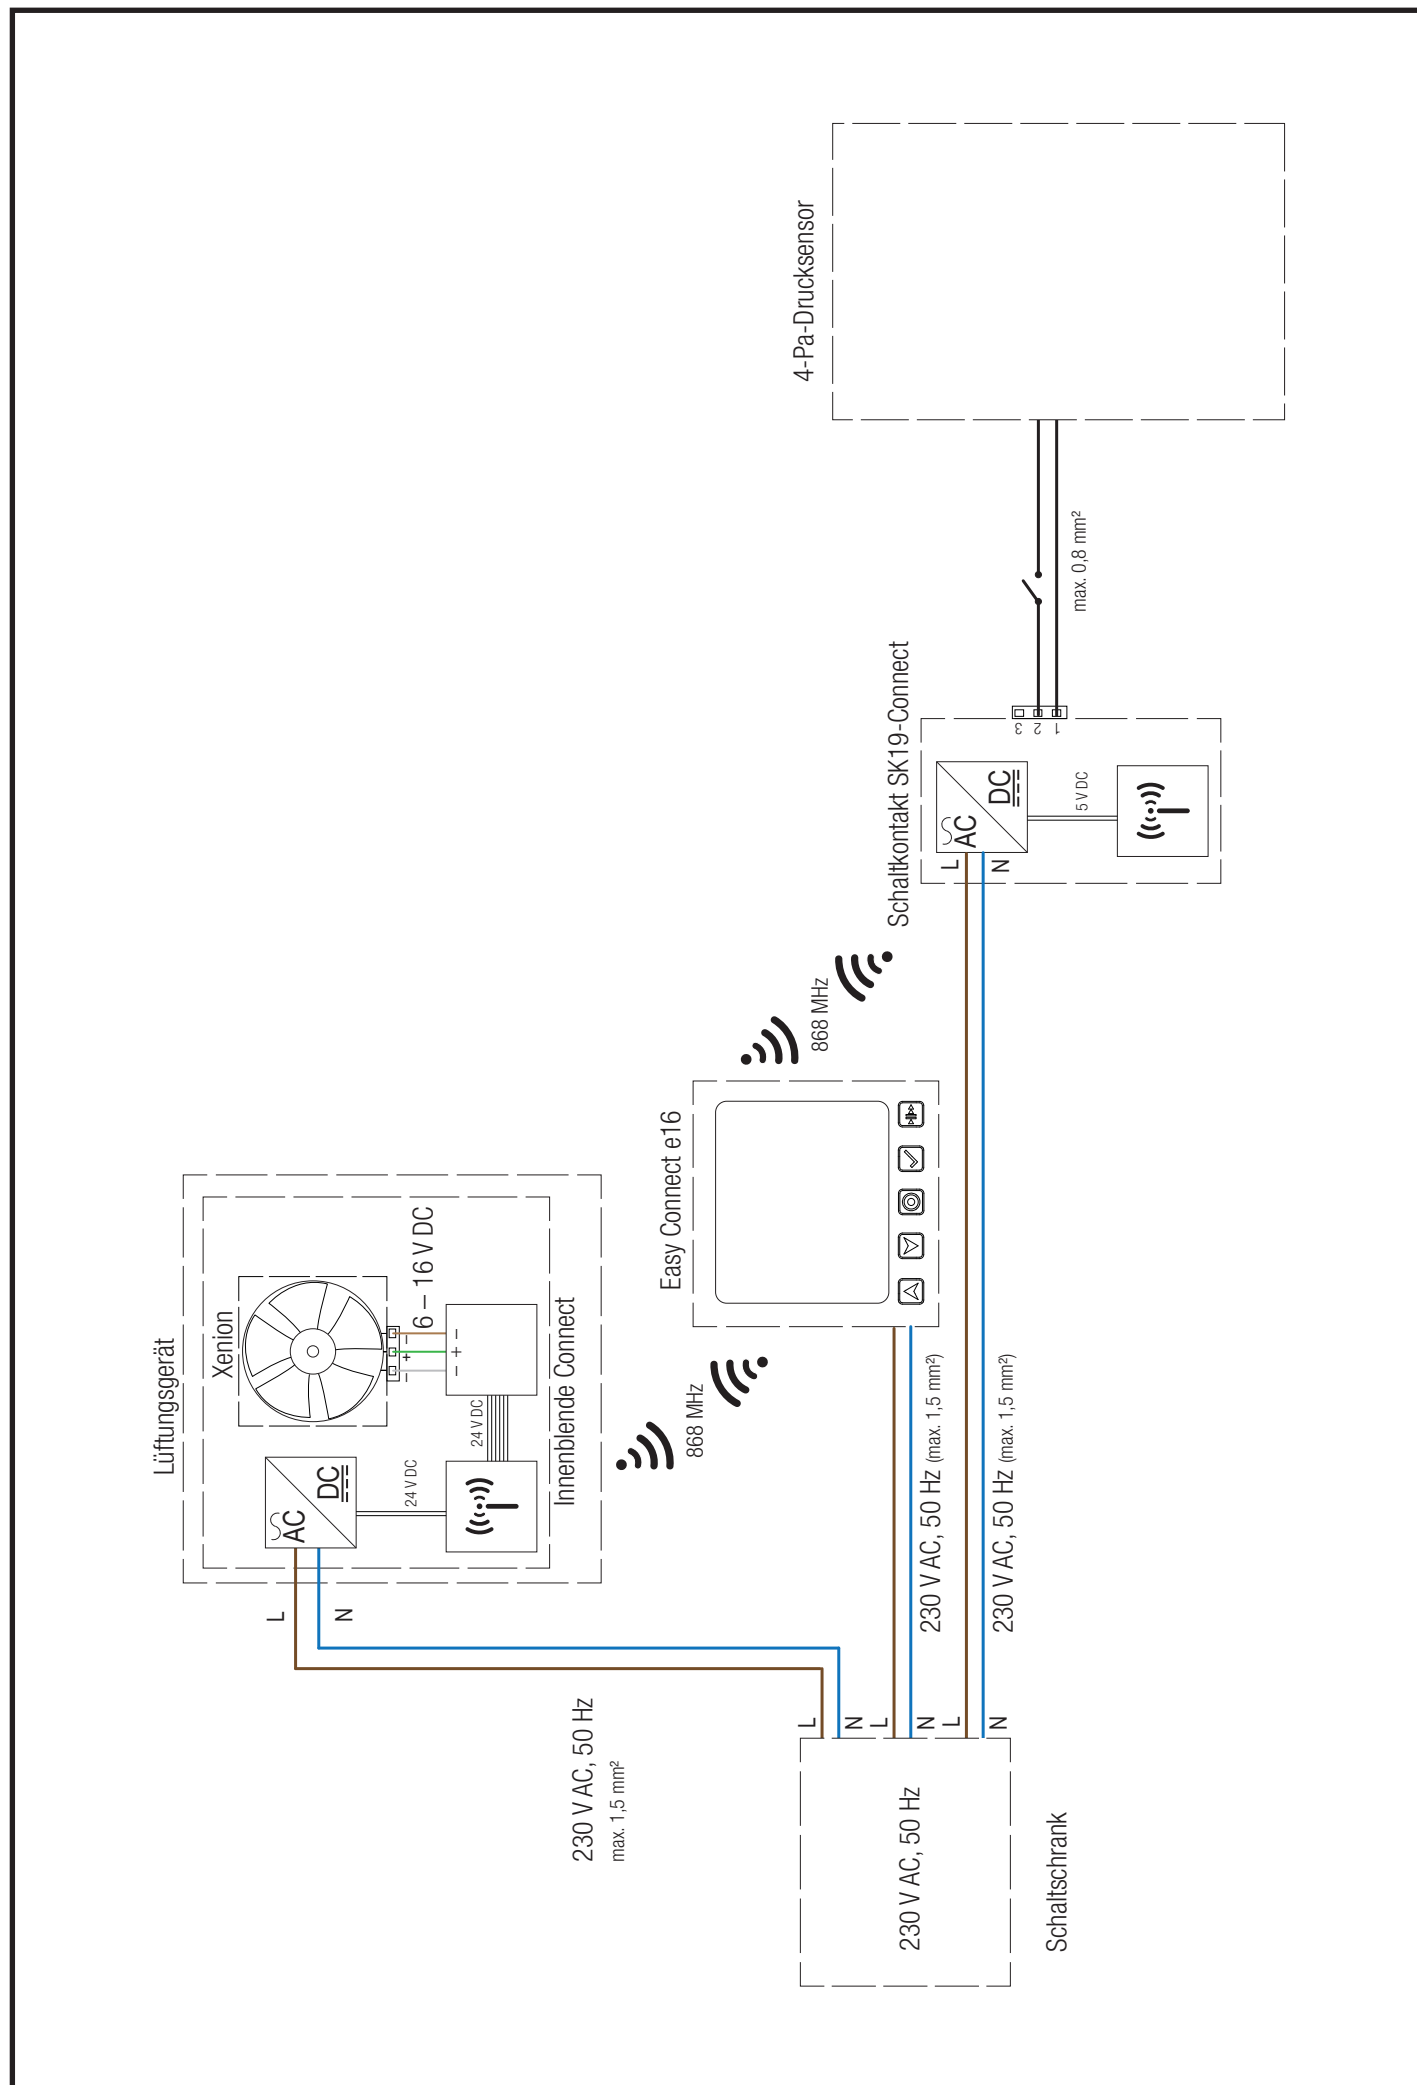 Lüftungsgerät
Xenion
– + –
6 – 16 V DC
– + –
24 V DC
Innenblende Connect
AC
DC
24 V DC
L
N
868 MHz
230 V AC, 50 Hz
max. 1,5 mm²
Easy Connect e16
868 MHz
230 V AC, 50 Hz (max. 1,5 mm²)
230 V AC, 50 Hz (max. 1,5 mm²)
L
N
L
N
L
N
230 V AC, 50 Hz
Schaltschrank
Schaltkontakt SK19-Connect
L
N
AC
DC
5 V DC
1
2
3
max. 0,8 mm²
4-Pa-Drucksensor